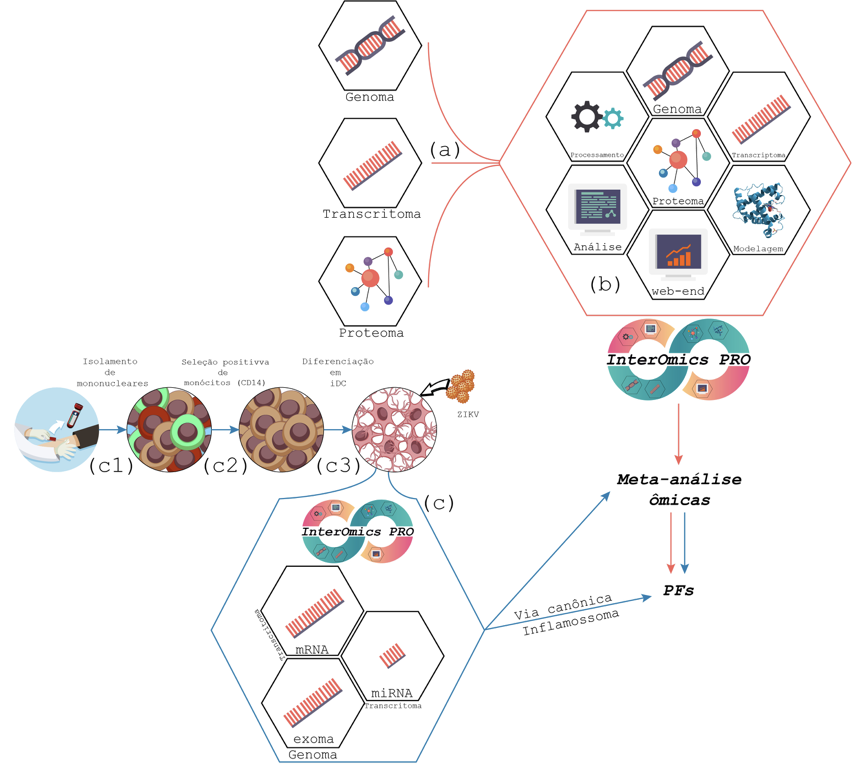 Genoma
(a)
Transcritoma
Proteoma
Genoma
Processamento
Transcriptoma
Proteoma
Análise
Modelagem
web-end
(b)
InterOmics PRO
Isolamento
de
mononucleares
Seleção positivva
de
monócitos (CD14)
Diferenciação
em
iDC
ZIKV
(c1)
(c2)
(c3)
(c)
InterOmics PRO
Meta-análise
ômicas
PFs
Via canônica
Inflamossoma
mRNA
Transcritoma
miRNA
Transcritoma
exoma
Genoma